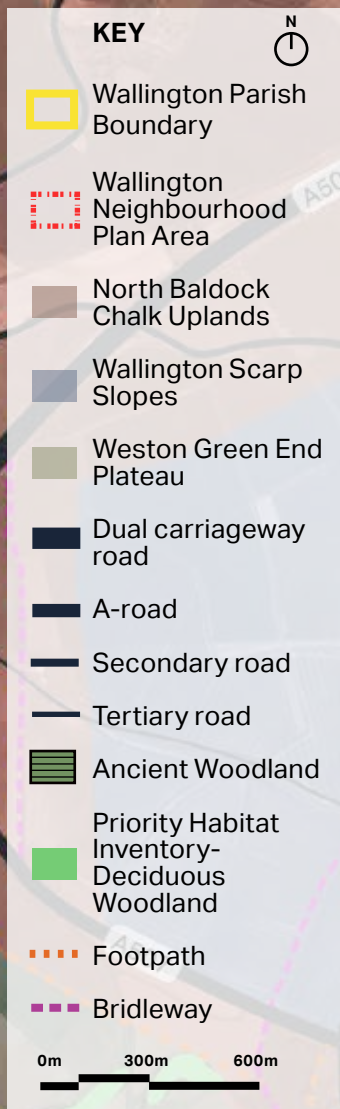 KEY
N
Wallington Parish
Boundary
Wallington
Neighbourhood
Plan Area
North Baldock
Chalk Uplands
Wallington Scarp
Slopes
Weston Green End
Plateau
Dual carriageway
road
A-road
Secondary road
Tertiary road
Ancient Woodland
Priority Habitat
Inventory-
Deciduous
Woodland
Footpath
Bridleway
0m 300m 600m